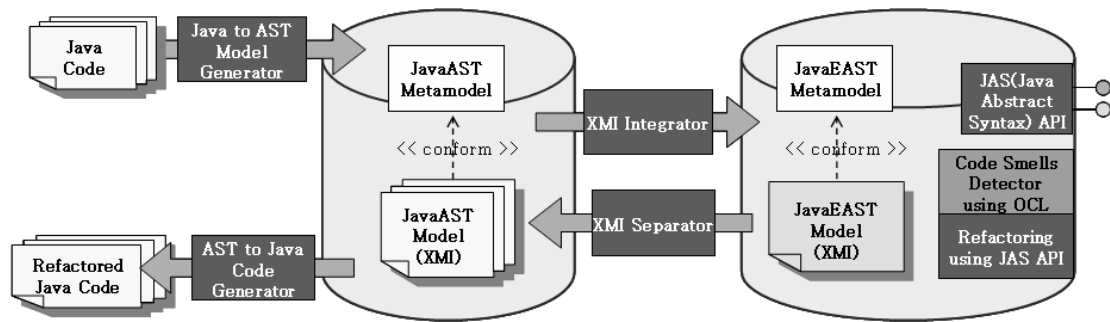 Java
Code
Java to AST
Model
Generator
JavaAST
Metamodel
<< conform >>
JavaAST
Model
(XMI)
AST to Java
Code
Generator
Refactored
Java Code
XMI Integrator
XMI Separator
JavaEAST
Metamodel
<< conform >>
JavaEAST
Model
(XMI)
JAS(Java
Abstract
Syntax) API
Code Smells
Detector
using OCL
Refactoring
using JAS API